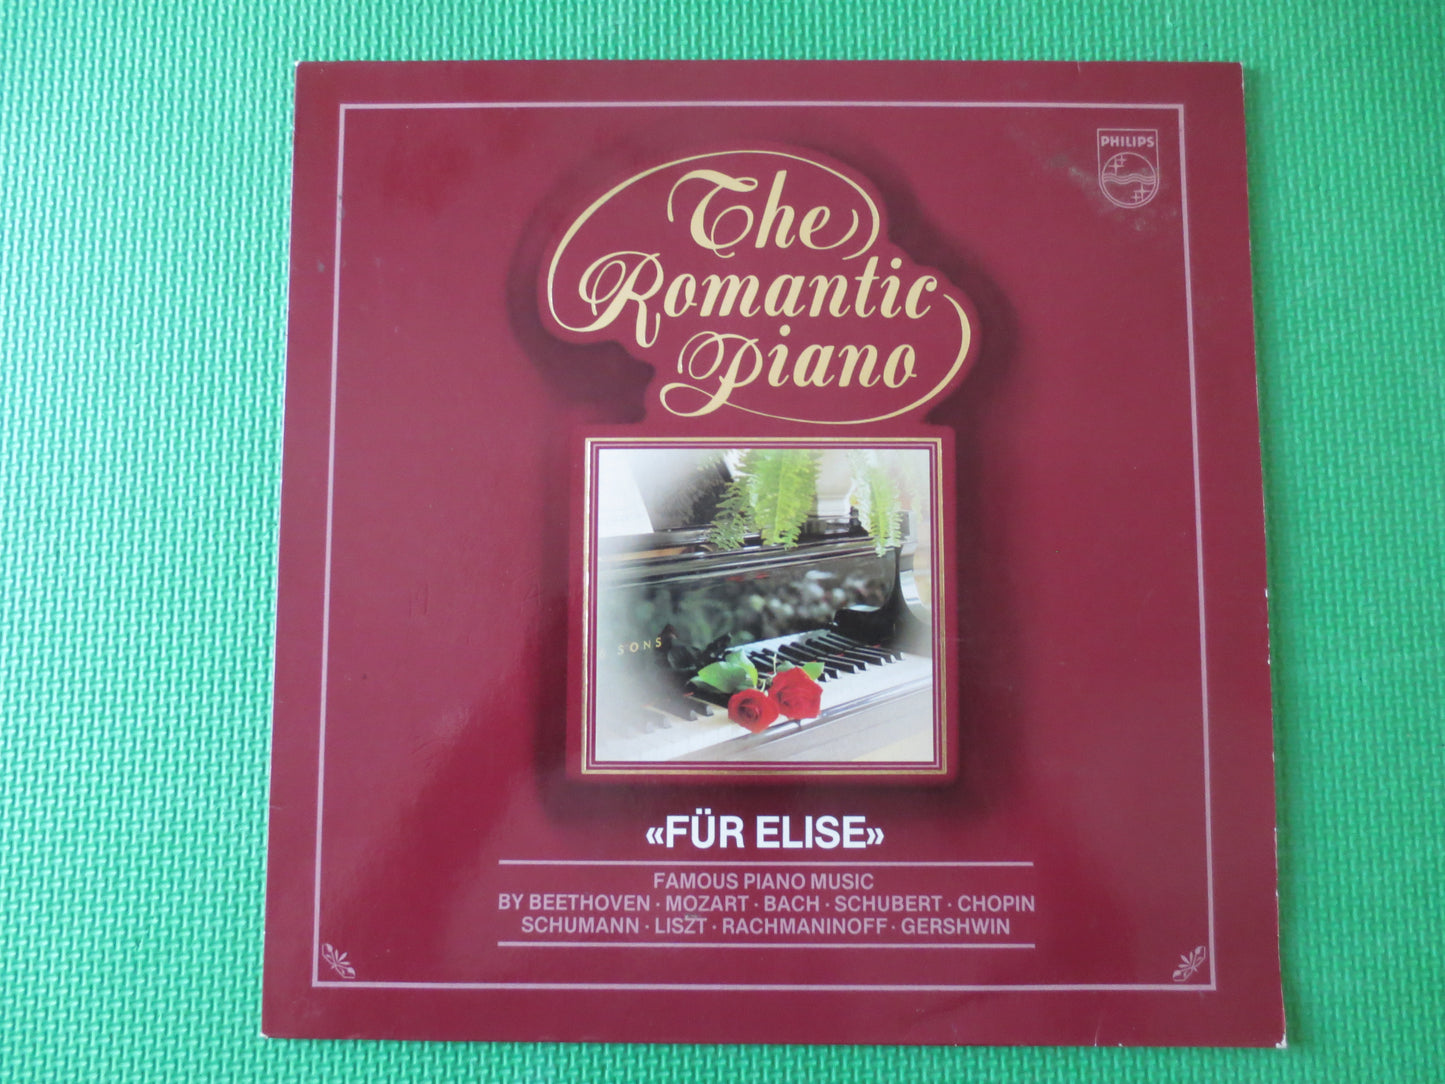 PHILIPS
The
Romantic
Piano
SONS
«FÜR ELISE»
FAMOUS PIANO MUSIC
BY BEETHOVEN · MOZART · BACH · SCHUBERT · CHOPIN
SCHUMANN · LISZT · RACHMANINOFF · GERSHWIN